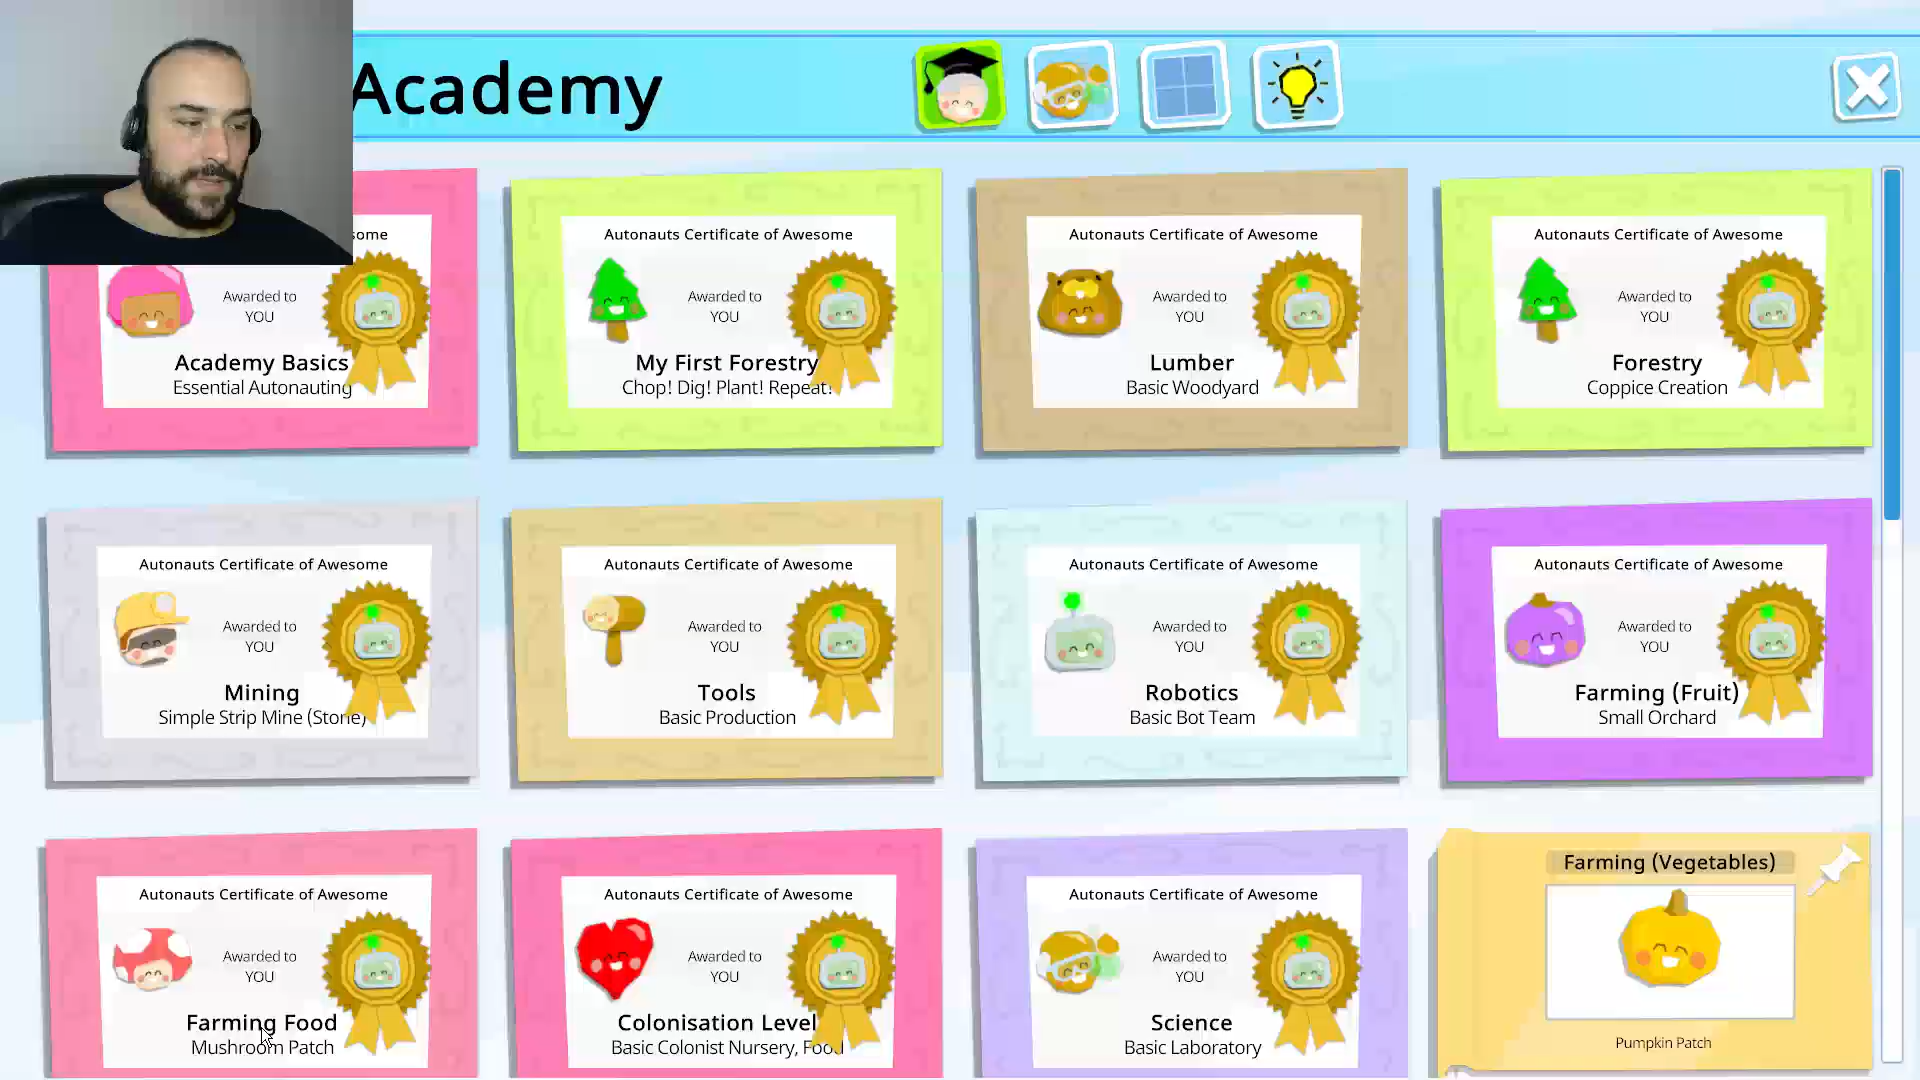 Academy
some
Awarded to
YOU
Academy Basics
Essential Autonauting
Autonauts Certificate of Awesome
Awarded to
YOU
My First Forestry
Chop! Dig! Plant! Repeat!
Autonauts Certificate of Awesome
Awarded to
YOU
Lumber
Basic Woodyard
Autonauts Certificate of Awesome
Awarded to
YOU
Forestry
Coppice Creation
Autonauts Certificate of Awesome
Awarded to
YOU
Mining
Simple Strip Mine (Stone)
Autonauts Certificate of Awesome
Awarded to
YOU
Tools
Basic Production
Autonauts Certificate of Awesome
Awarded to
YOU
Robotics
Basic Bot Team
Autonauts Certificate of Awesome
Awarded to
YOU
Farming (Fruit)
Small Orchard
Autonauts Certificate of Awesome
Awarded to
YOU
Farming Food
Mushroom Patch
Autonauts Certificate of Awesome
Awarded to
YOU
Colonisation Level
Basic Colonist Nursery, Food
Autonauts Certificate of Awesome
Awarded to
YOU
Science
Basic Laboratory
Farming (Vegetables)
Pumpkin Patch